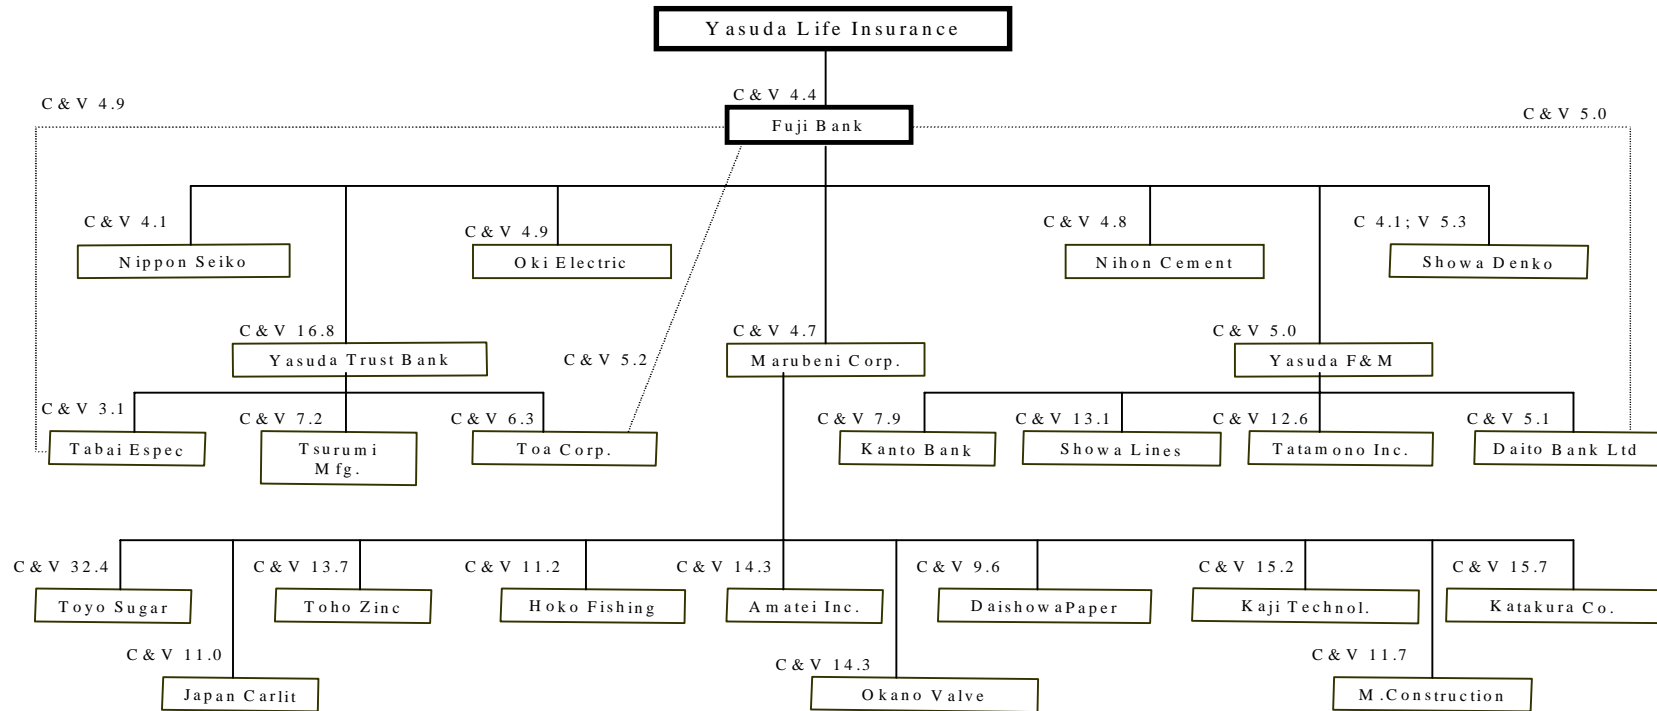 Yasuda Life Insurance
C & V 4.9
C & V 4.4
C & V 5.0
Fuji Bank
C & V 4.1
C & V 4.9
C & V 4.8
C 4.1; V 5.3
Nippon Seiko
Oki Electric
Nihon Cement
Showa Denko
C & V 16.8
C & V 4.7
C & V 5.0
Yasuda Trust Bank
C & V 5.2
Marubeni Corp.
Yasuda F&M
C & V 3.1
C & V 7.2
C & V 6.3
C & V 7.9
C & V 13.1
C & V 12.6
C & V 5.1
Tabai Espec
Tsurumi
Mfg.
Toa Corp.
Kanto Bank
Showa Lines
Tatamono Inc.
Daito Bank Ltd
C & V 32.4
C & V 13.7
C & V 11.2
C & V 14.3
C & V 9.6
C & V 15.2
C & V 15.7
Toyo Sugar
Toho Zinc
Hoko Fishing
Amatei Inc.
DaishowaPaper
Kaji Technol.
Katakura Co.
C & V 11.0
C & V 14.3
C & V 11.7
Japan Carlit
Okano Valve
M.Construction